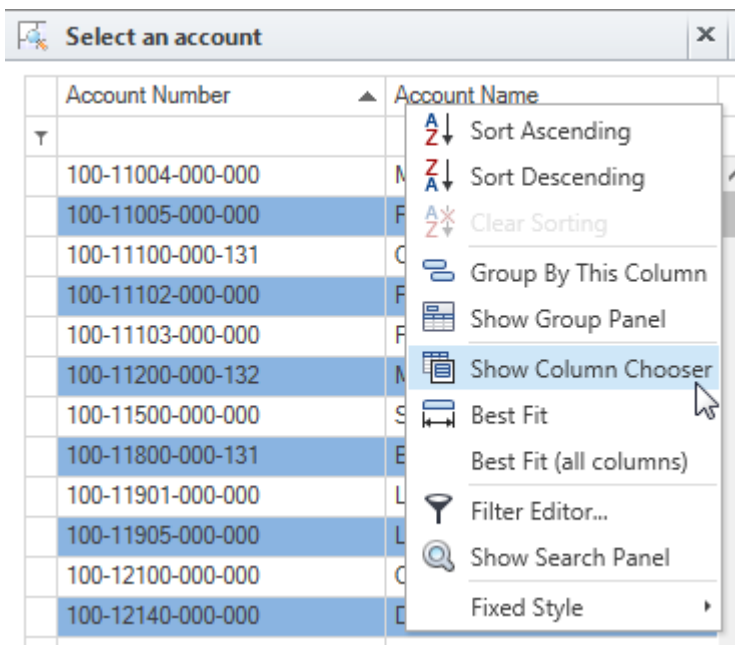 Select an account
Account Number Account Name
Sort Ascending
100-11004-000-000 M
Sort Descending
100-11005-000-000 F
Clear Sorting
100-11100-000-131
Group By This Column
100-11102-000-000 F
Show Group Panel
100-11103-000-000 F
Show Column Chooser
100-11200-000-132 M
100-11500-000-000 S
Best Fit
100-11800-000-131 E
Best Fit (all columns)
100-11901-000-000 L
Filter Editor...
100-11905-000-000 L
Show Search Panel
100-12100-000-000
100-12140-000-000 D
Fixed Style